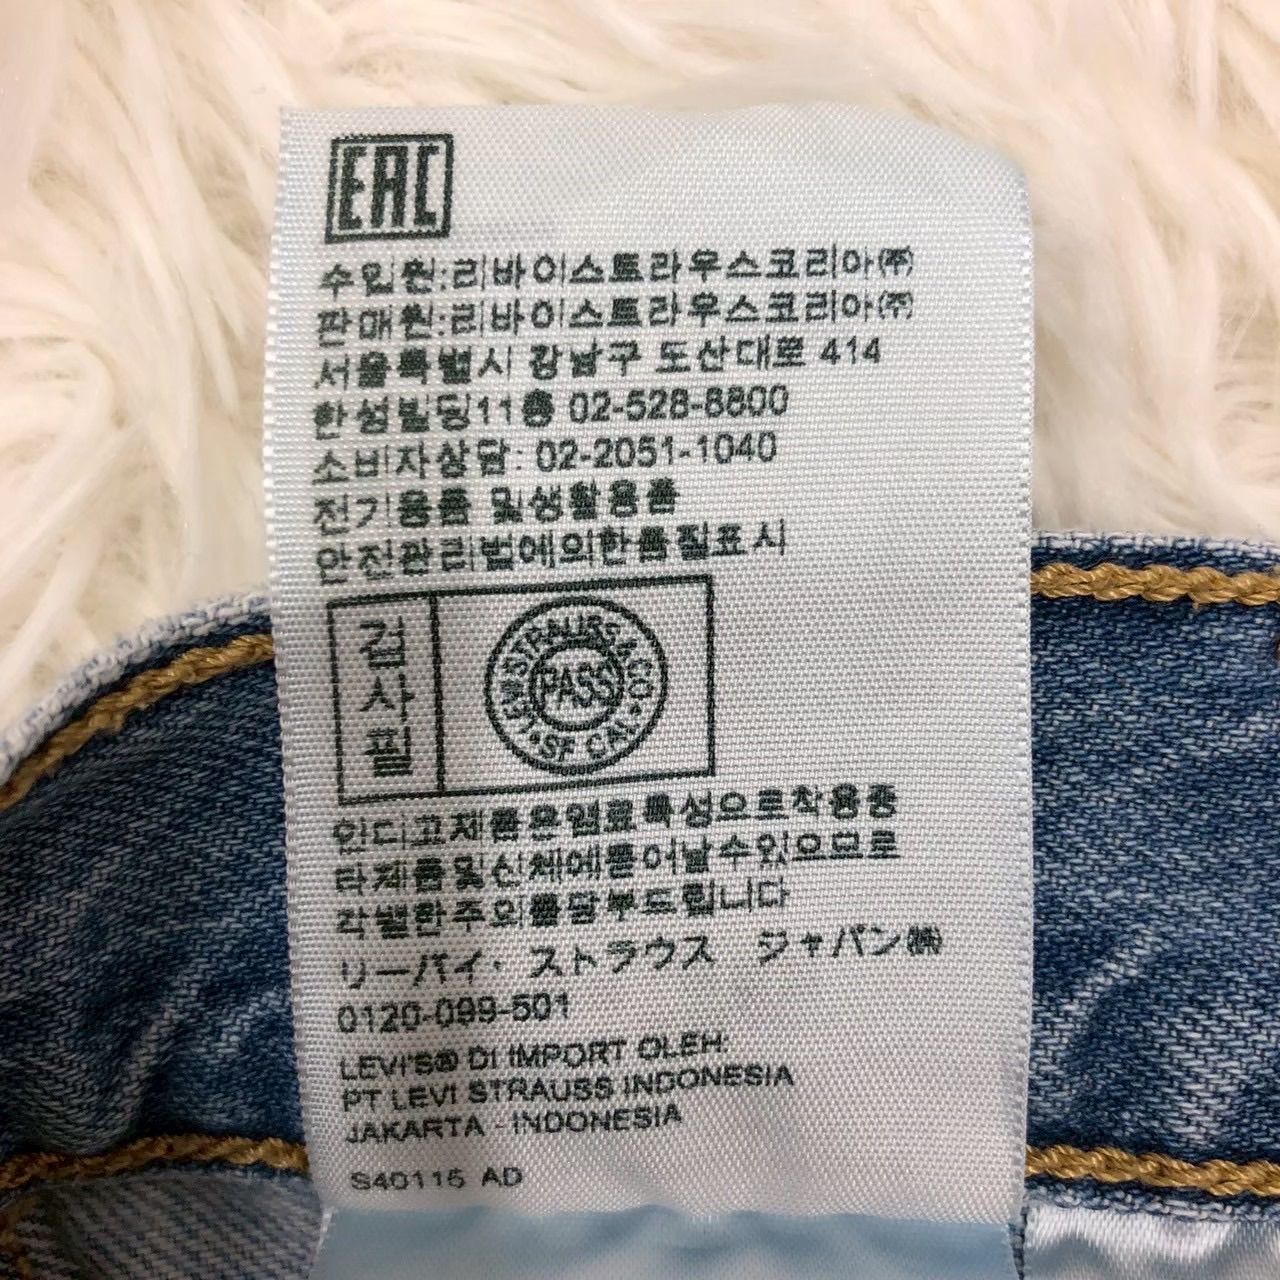 EAC
수입원:리바이스트라우스코리아㈜
판매원:리바이스트라우스코리아㈜
서울특별시 강남구 도산대로 414
한성빌딩11층 02-528-8800
소비자상담: 02-2051-1040
전기용품 및생활용품
안전관리법에의한품질표시
검사필
LEVI STRAUSS & CO. SF CAL
PASS
인디고제품은염료특성으로착용중
타제품및신체에묻어날수있으므로
각별한주의를당부드립니다
リーバイ・ストラウス ジャパン㈱
0120-099-501
LEVI'S® DI IMPORT OLEH:
PT LEVI STRAUSS INDONESIA
JAKARTA - INDONESIA
S40115 AD